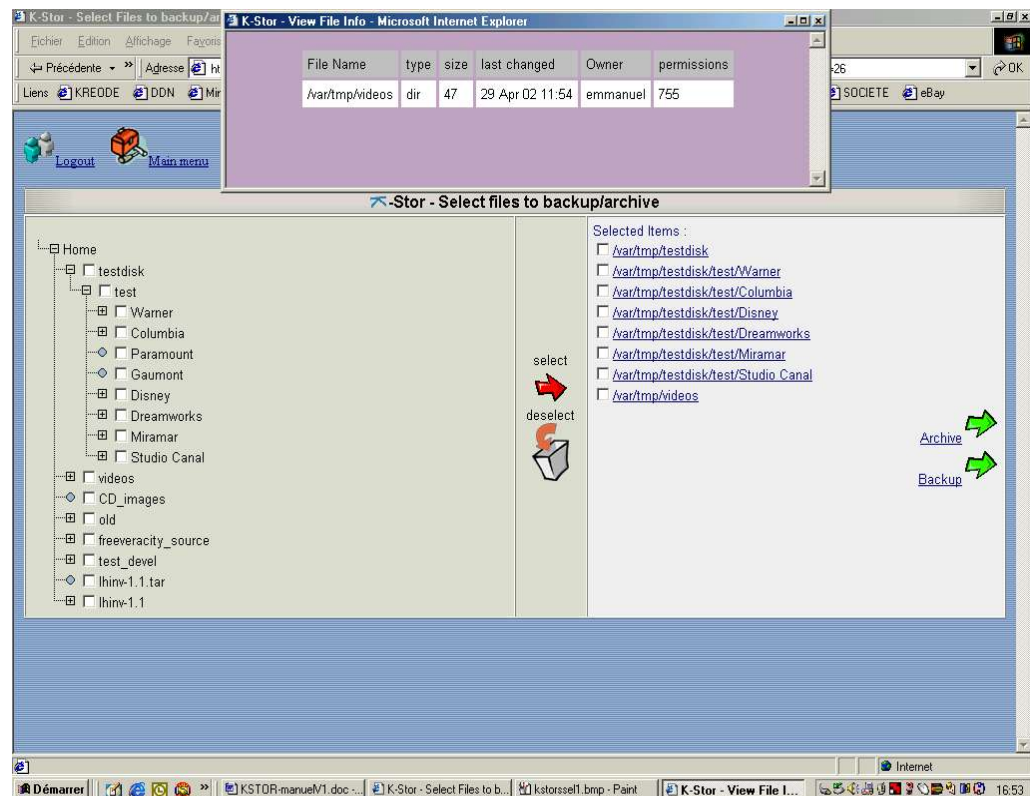 K-Stor - Select Files to backup/ar
K-Stor - View File Info - Microsoft Internet Explorer
Fichier Edition Affichage Favoris
Précédente » Adresse ht
-26
OK
Liens KREODE DDN Mir
SOCIETE eBay
File Name type size last changed Owner permissions
/var/tmp/videos dir 47 29 Apr 02 11:54 emmanuel 755
Logout Main menu
K-Stor - Select files to backup/archive
Home
testdisk
test
Warner
Columbia
Paramount
Gaumont
Disney
Dreamworks
Miramar
Studio Canal
videos
CD_images
old
freeveracity_source
test_devel
lhinv-1.1.tar
lhinv-1.1
select
deselect
Selected Items :
/var/tmp/testdisk
/var/tmp/testdisk/test/Warner
/var/tmp/testdisk/test/Columbia
/var/tmp/testdisk/test/Disney
/var/tmp/testdisk/test/Dreamworks
/var/tmp/testdisk/test/Miramar
/var/tmp/testdisk/test/Studio Canal
/var/tmp/videos
Archive
Backup
Internet
Démarrer » KSTOR-manuelV1.doc -... K-Stor - Select Files to b... kstorssel1.bmp - Paint K-Stor - View File I... 16:53